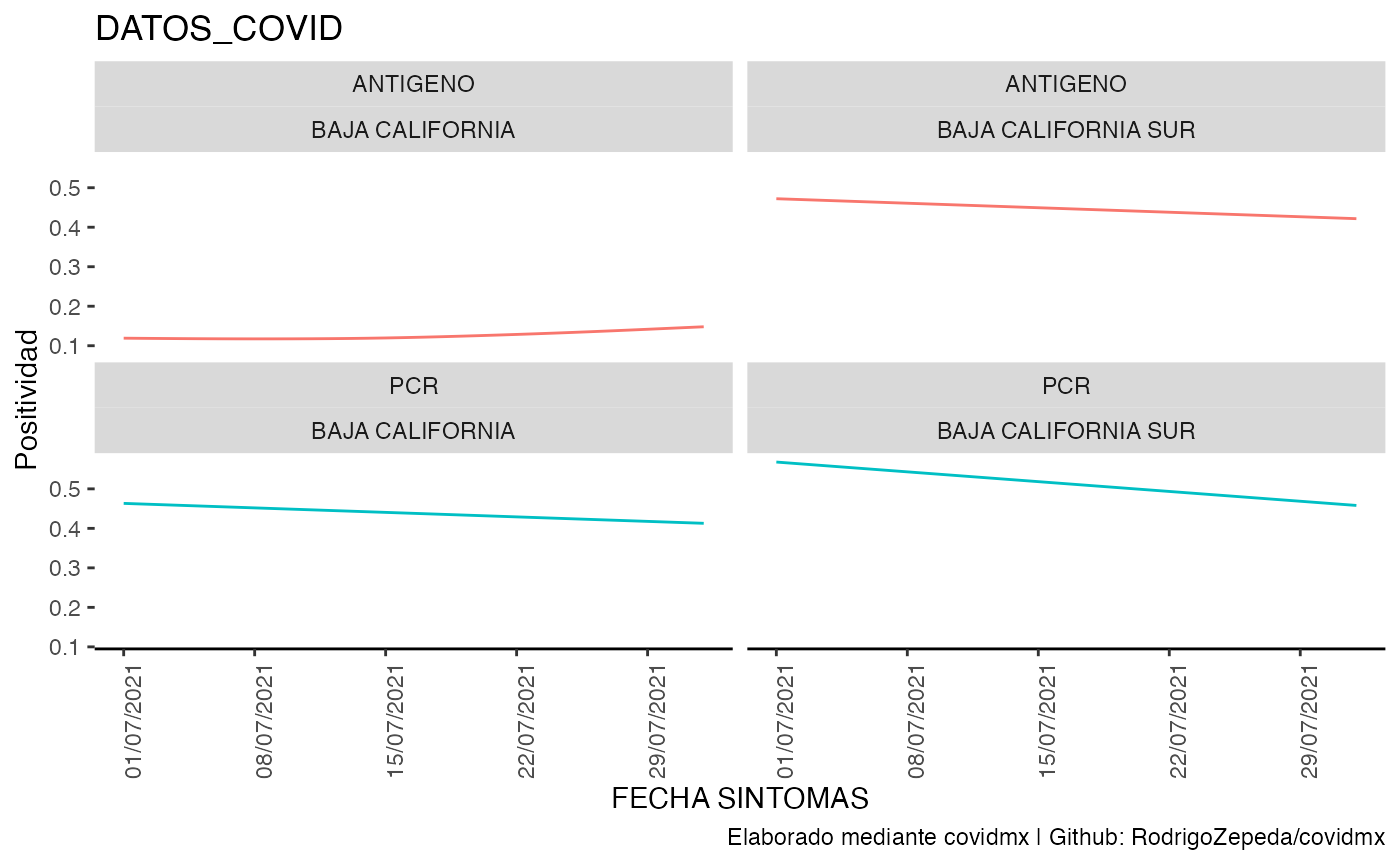 DATOS_COVID
ANTIGENO
BAJA CALIFORNIA
ANTIGENO
BAJA CALIFORNIA SUR
0.5
0.4
0.3
0.2
0.1
PCR
BAJA CALIFORNIA
PCR
BAJA CALIFORNIA SUR
0.5
0.4
0.3
0.2
0.1
Positividad
01/07/2021
08/07/2021
15/07/2021
22/07/2021
29/07/2021
01/07/2021
08/07/2021
15/07/2021
22/07/2021
29/07/2021
FECHA SINTOMAS
Elaborado mediante covidmx | Github: RodrigoZepeda/covidmx